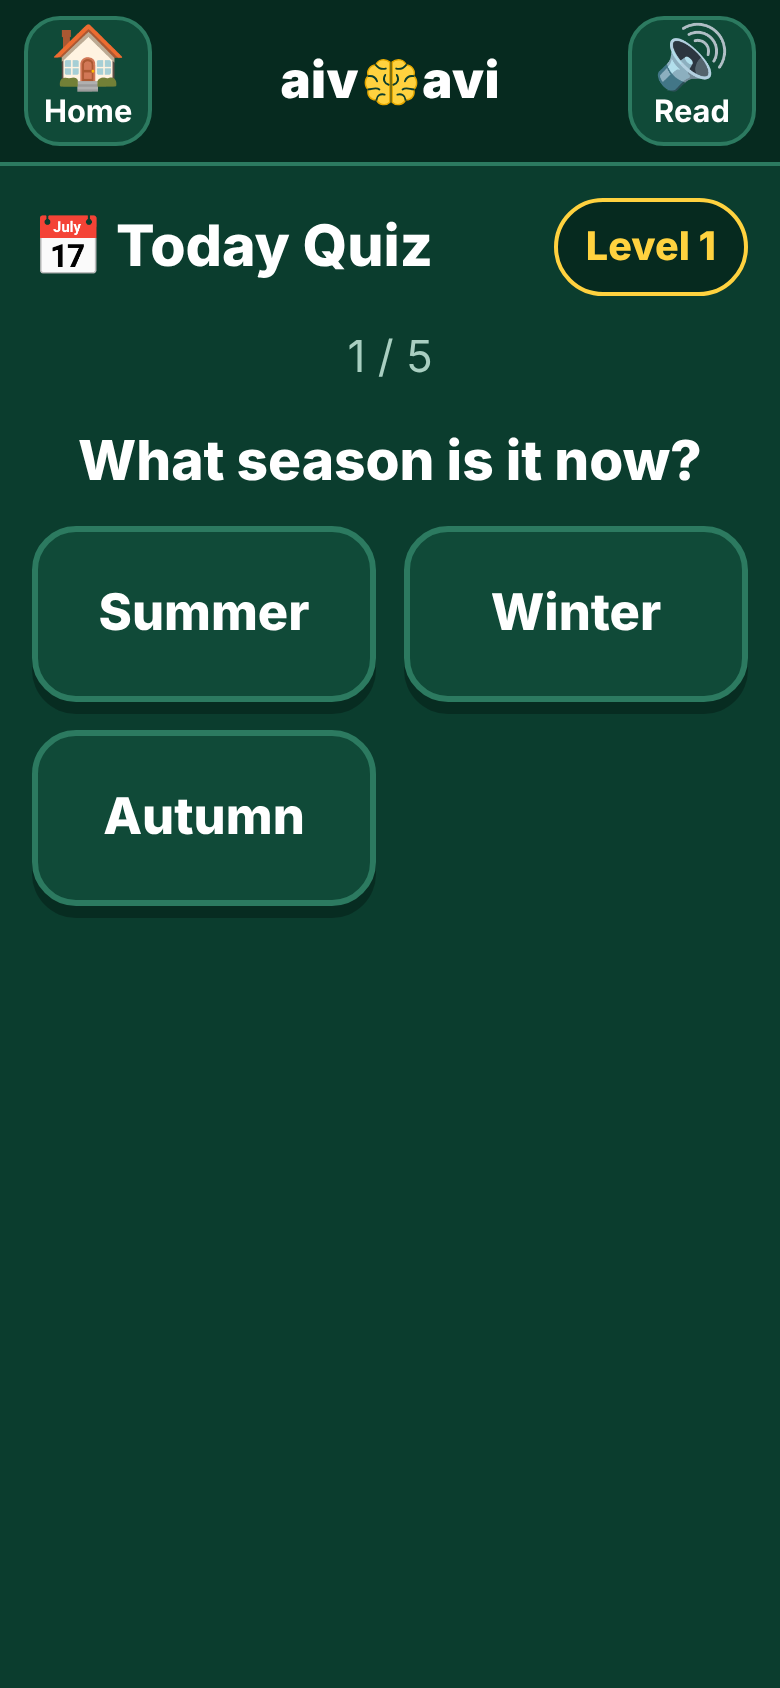 Home
aiv🧠avi
Read
July
17
Today Quiz
Level 1
1 / 5
What season is it now?
Summer
Winter
Autumn